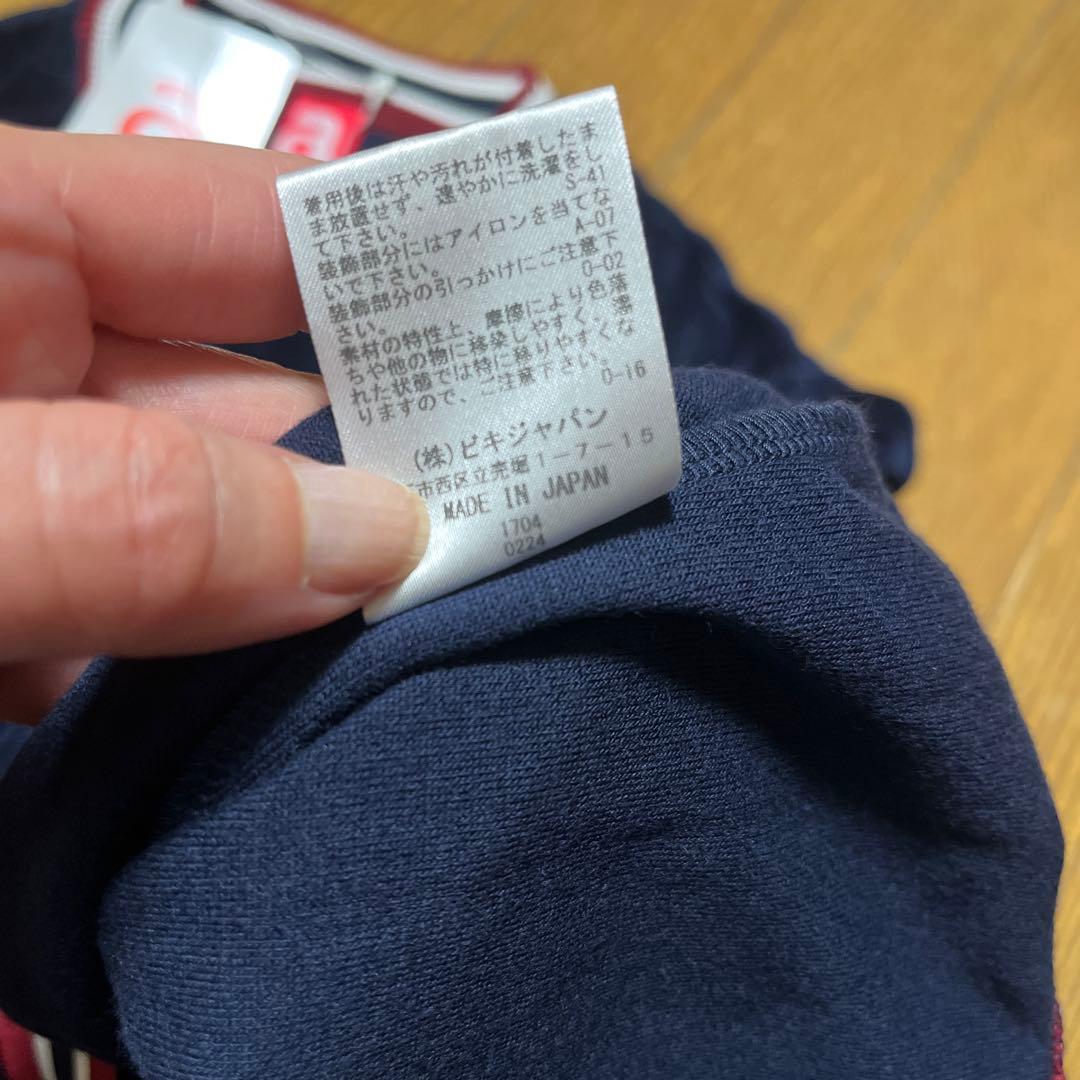 着用後は汗や汚れが付着したま
ま放置せず、速やかに洗濯をし
て下さい。 S-41
装飾部分にはアイロンを当てな
いで下さい。 A-07
装飾部分の引っかけにご注意下
さい。 O-02
素材の特性上、摩擦により色落
ちや他の物に移染しやすく、濡
れた状態では特に移りやすくな
りますので、ご注意下さい。
O-16
(株)ピキジャパン
市西区立売堀1-7-15
MADE IN JAPAN
1704
0224